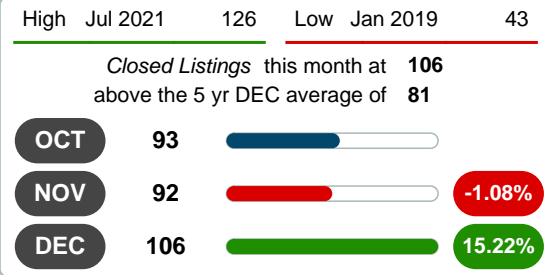 High Jul 2021 126 Low Jan 2019 43
Closed Listings this month at 106
above the 5 yr DEC average of 81
OCT 93
NOV 92 -1.08%
DEC 106 15.22%